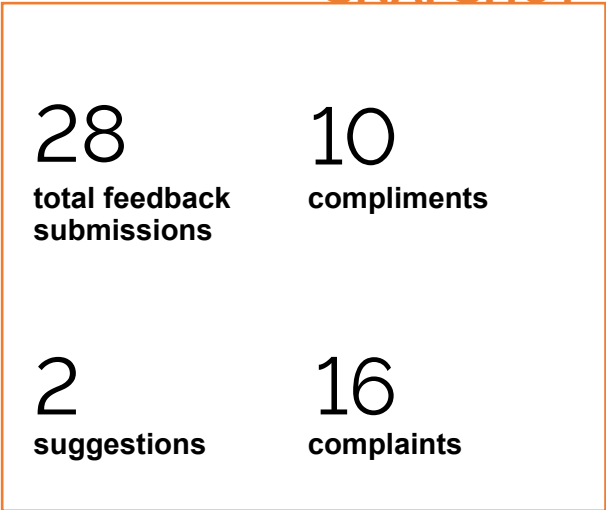 28
total feedback
submissions
10
compliments
2
suggestions
16
complaints